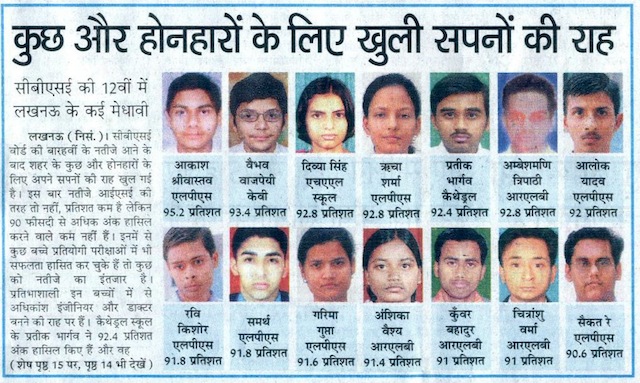 कुछ और होनहारों के लिए खुली सपनों की राह
सीबीएसई की 12वीं में
लखनऊ के कई मेधावी
लखनऊ (निसं.)। सीबीएसई
बोर्ड की बारहवीं के नतीजे आने के
बाद शहर के कुछ और होनहारों के
लिए अपने सपनों की राह खुल गई
है। इस बार नतीजे आईएसई की
तरह तो नहीं, प्रतिशत कम है लेकिन
90 फीसदी से अधिक अंक हासिल
करने वाले कम नहीं हैं। इनमें से
कुछ बच्चे प्रतियोगी परीक्षाओं में भी
सफलता हासित कर चुके हैं तो कुछ
को नतीजे का इंतजार है।
प्रतिभाशाली इन बच्चों में से
अधिकांश इंजीनियर और डाक्टर
बनने की राह पर हैं। कैथेड्रल स्कूल
के प्रतीक भार्गव ने 92.4 प्रतिशत
अंक हासिल किए हैं और वह
(शेष पृष्ठ 15 पर, पृष्ठ 14 भी देखें)
आकाश
श्रीवास्तव
एलपीएस
95.2 प्रतिशत
वैभव
वाजपेयी
केवी
93.4 प्रतिशत
दिव्या सिंह
एचएएल
स्कूल
92.8 प्रतिशत
ऋचा
शर्मा
एलपीएस
92.8 प्रतिशत
प्रतीक
भार्गव
कैथेड्रल
92.4 प्रतिशत
अम्बेशमणि
त्रिपाठी
आरएलबी
92.8 प्रतिशत
आलोक
यादव
एलपीएस
92 प्रतिशत
रवि
किशोर
एलपीएस
91.8 प्रतिशत
समर्थ
एलपीएस
91.8 प्रतिशत
गरिमा
गुप्ता
एलपीएस
91.6 प्रतिशत
अंशिका
वैश्य
आरएलबी
91.4 प्रतिशत
कुँवर
बहादुर
आरएलबी
91 प्रतिशत
चित्रांशु
वर्मा
आरएलबी
91 प्रतिशत
सैकत रे
एलपीएस
90.6 प्रतिशत